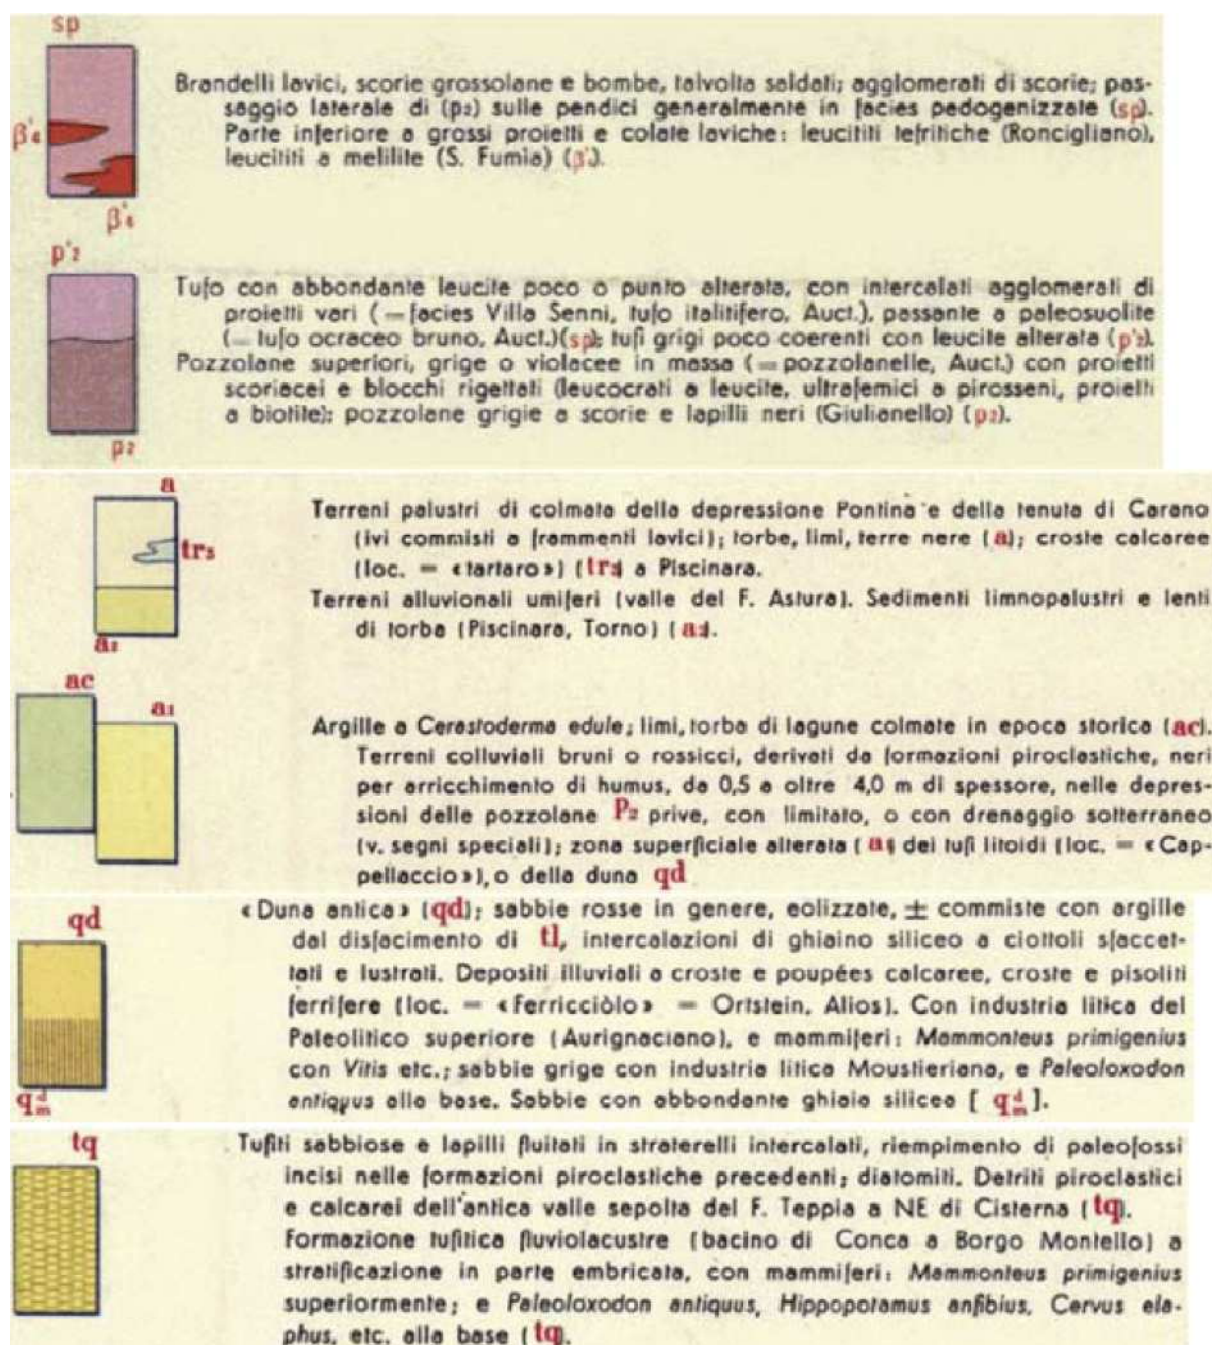 sp
Brandelli lavici, scorie grossolane e bombe, talvolta saldati; agglomerati di scorie; pas-
saggio laterale di (p2) sulle pendici generalmente in facies pedogenizzate (sp).
β'4
Parte inferiore a grossi proietti e colate laviche: leucititi tefritiche (Ronciglianò),
leucititi a melilite (S. Fumia) (β').
β'4
p'2
Tufo con abbondante leucite poco o punto alterata, con intercalati agglomerati di
proietti vari (=facies Villa Senni, tufo italitifero, Auct.), passante a paleosuolite
(= tufo ocraceo bruno, Auct.)(sp); tufi grigi poco coerenti con leucite alterata (p'2).
Pozzolane superiori, grige o violacee in massa (=pozzolanelle, Auct.) con proietti
scoriacei e blocchi rigettati (leucocrati a leucite, ultrafemici a pirosseni, proietti
a biotite); pozzolane grigie a scorie e lapilli neri (Giulianello) (p2).
p2
a
Terreni palustri di colmata della depressione Pontina e della tenuta di Carano
(ivi commisti a frammenti lavici); torbe, limi, terre nere (a); croste calcaree
tr3
(loc. = «tartaro») (tr3) a Piscinara.
Terreni alluvionali umiferi (valle del F. Astura). Sedimenti limnopalustri e lenti
di torba (Piscinara, Torno) (a2).
a2
ac
a1
Argille a Cerastoderma edule; limi, torba di lagune colmate in epoca storica (ac).
Terreni colluviali bruni o rossicci, derivati da formazioni piroclastiche, neri
per arricchimento di humus, da 0,5 a oltre 4,0 m di spessore, nelle depres-
sioni delle pozzolane P2 prive, con limitato, o con drenaggio sotterraneo
(v. segni speciali); zona superficiale alterata (a1) dei tufi litoidi (loc. = «Cap-
pellaccio»), o della duna qd
qd
«Duna antica» (qd); sabbie rosse in genere, eolizzate, ± commiste con argille
dal disfacimento di tl, intercalazioni di ghiaino siliceo a ciottoli sfaccet-
tati e lustrati. Depositi illuviali a croste e poupées calcaree, croste e pisoliti
ferrifere (loc. = «Ferricciòlo» = Ortstein, Alios). Con industria litica del
Paleolitico superiore (Aurignaciano), e mammiferi: Mammonteus primigenius
con Vitis etc.; sabbie grige con industria litica Moustieriana, e Paleoloxodon
antiquus alla base. Sabbie con abbondante ghiaia silicea [ qdm ].
qdm
tq
Tufiti sabbiose e lapilli fluitati in straterelli intercalati, riempimento di paleofossi
incisi nelle formazioni piroclastiche precedenti; diatomiti. Detriti piroclastici
e calcarei dell'antica valle sepolta del F. Teppia a NE di Cisterna (tq).
Formazione tufitica fluviolacustre (bacino di Conca a Borgo Montello) a
stratificazione in parte embricata, con mammiferi: Mammonteus primigenius
superiormente; e Paleoloxodon antiquus, Hippopotamus anfibius, Cervus ela-
phus, etc. alla base (tq).